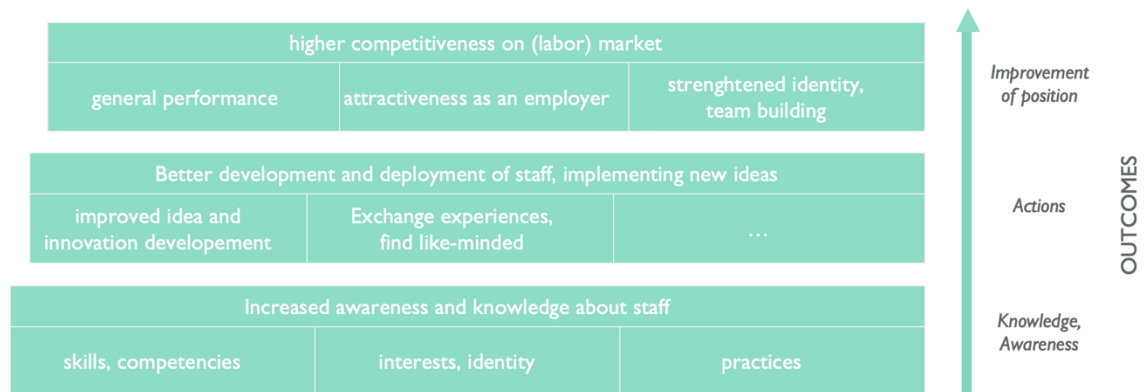 higher competitiveness on (labor) market
general performance
attractiveness as an employer
strenghtened identity,
team building
Improvement
of position
Better development and deployment of staff, implementing new ideas
improved idea and
innovation developement
Exchange experiences,
find like-minded
...
Actions
OUTCOMES
Increased awareness and knowledge about staff
skills, competencies
interests, identity
practices
Knowledge,
Awareness